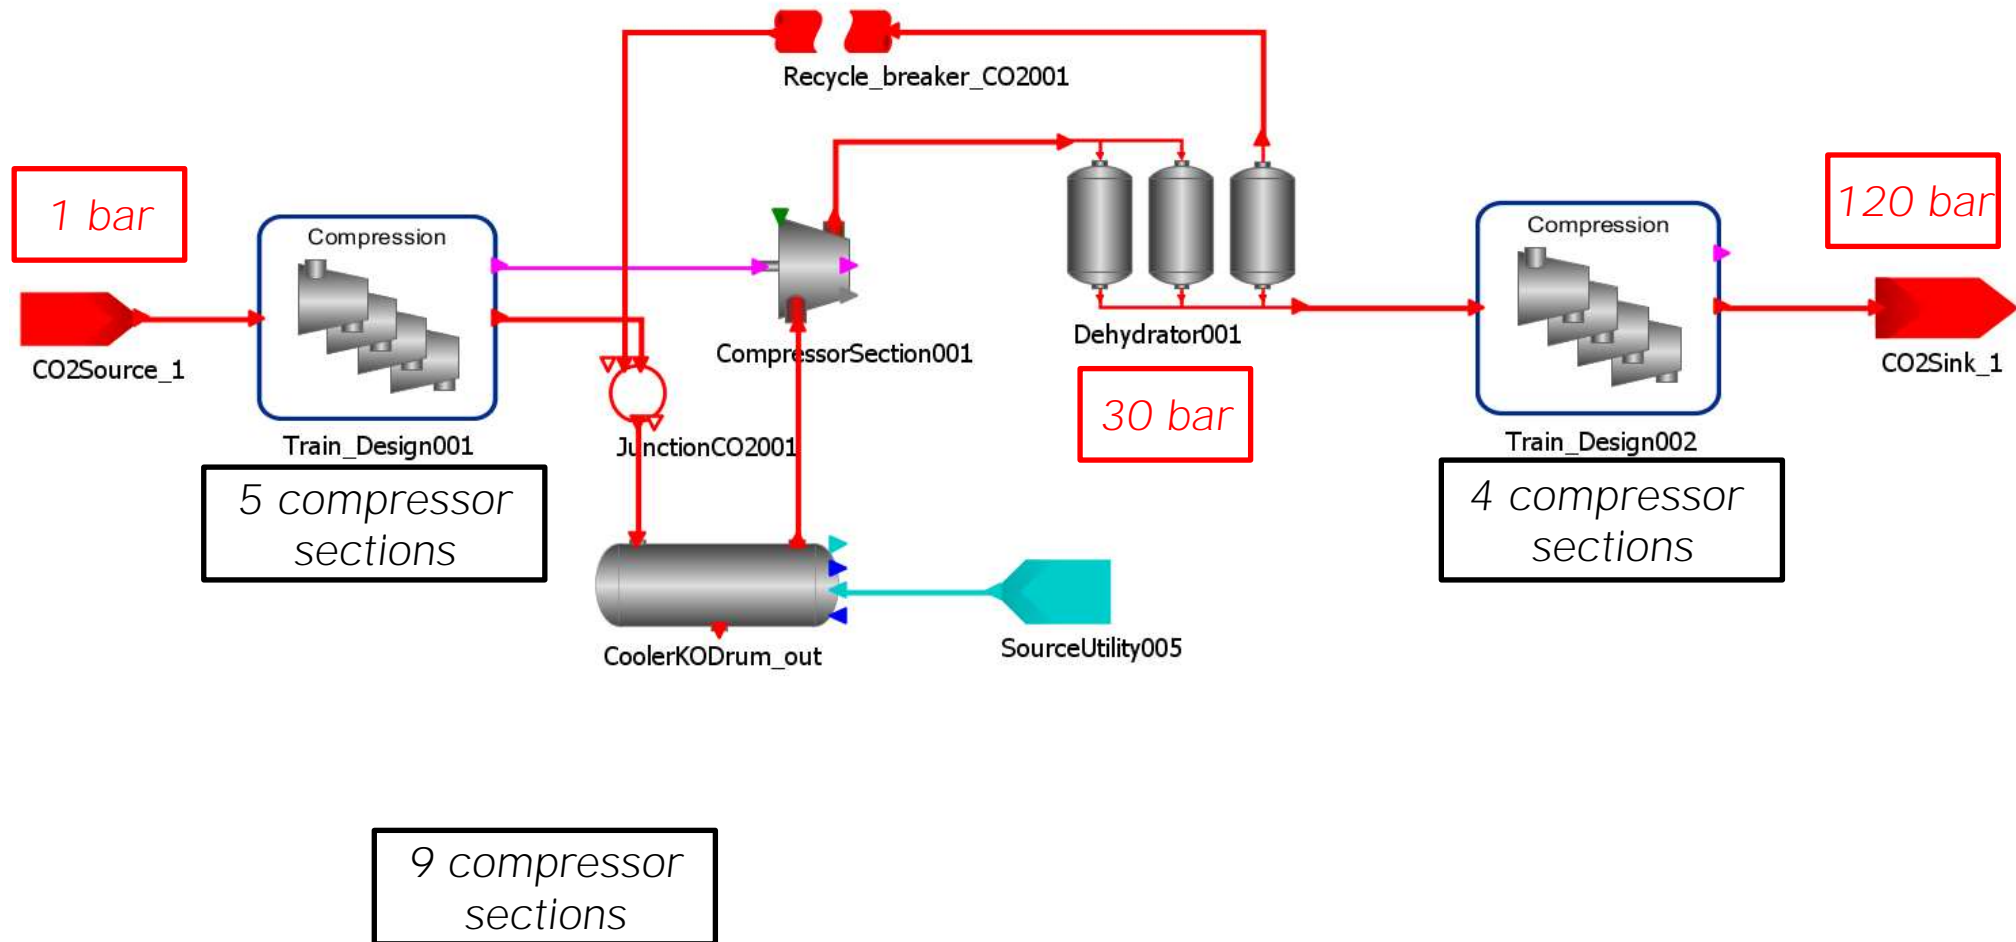 Recycle_breaker_CO2001
1 bar
120 bar
Compression
Compression
CO2Source_1
CompressorSection001
Dehydrator001
CO2Sink_1
30 bar
Train_Design001
JunctionCO2001
Train_Design002
5 compressor
sections
4 compressor
sections
CoolerKODrum_out
SourceUtility005
9 compressor
sections